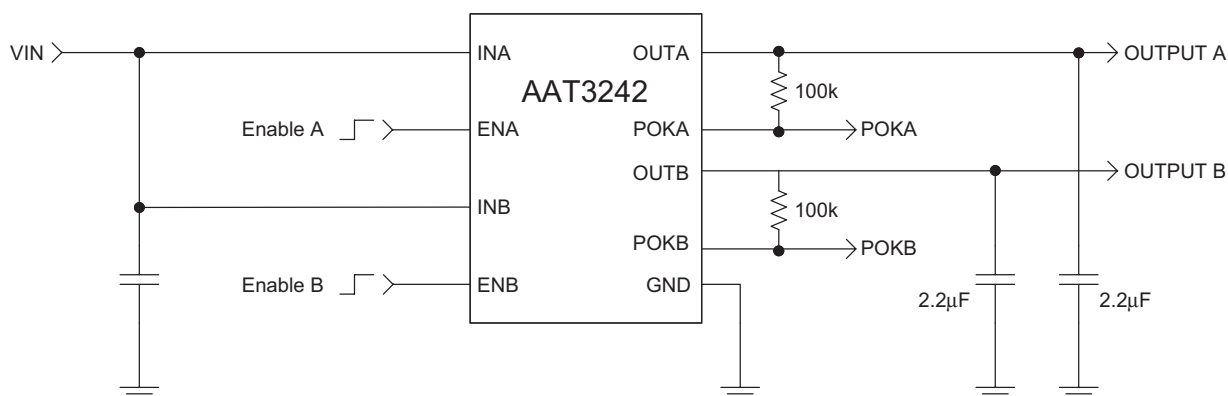 VIN
INA
OUTA
OUTPUT A
AAT3242
100k
Enable A
ENA
POKA
POKA
OUTB
OUTPUT B
INB
100k
POKB
POKB
Enable B
ENB
GND
2.2μF
2.2μF